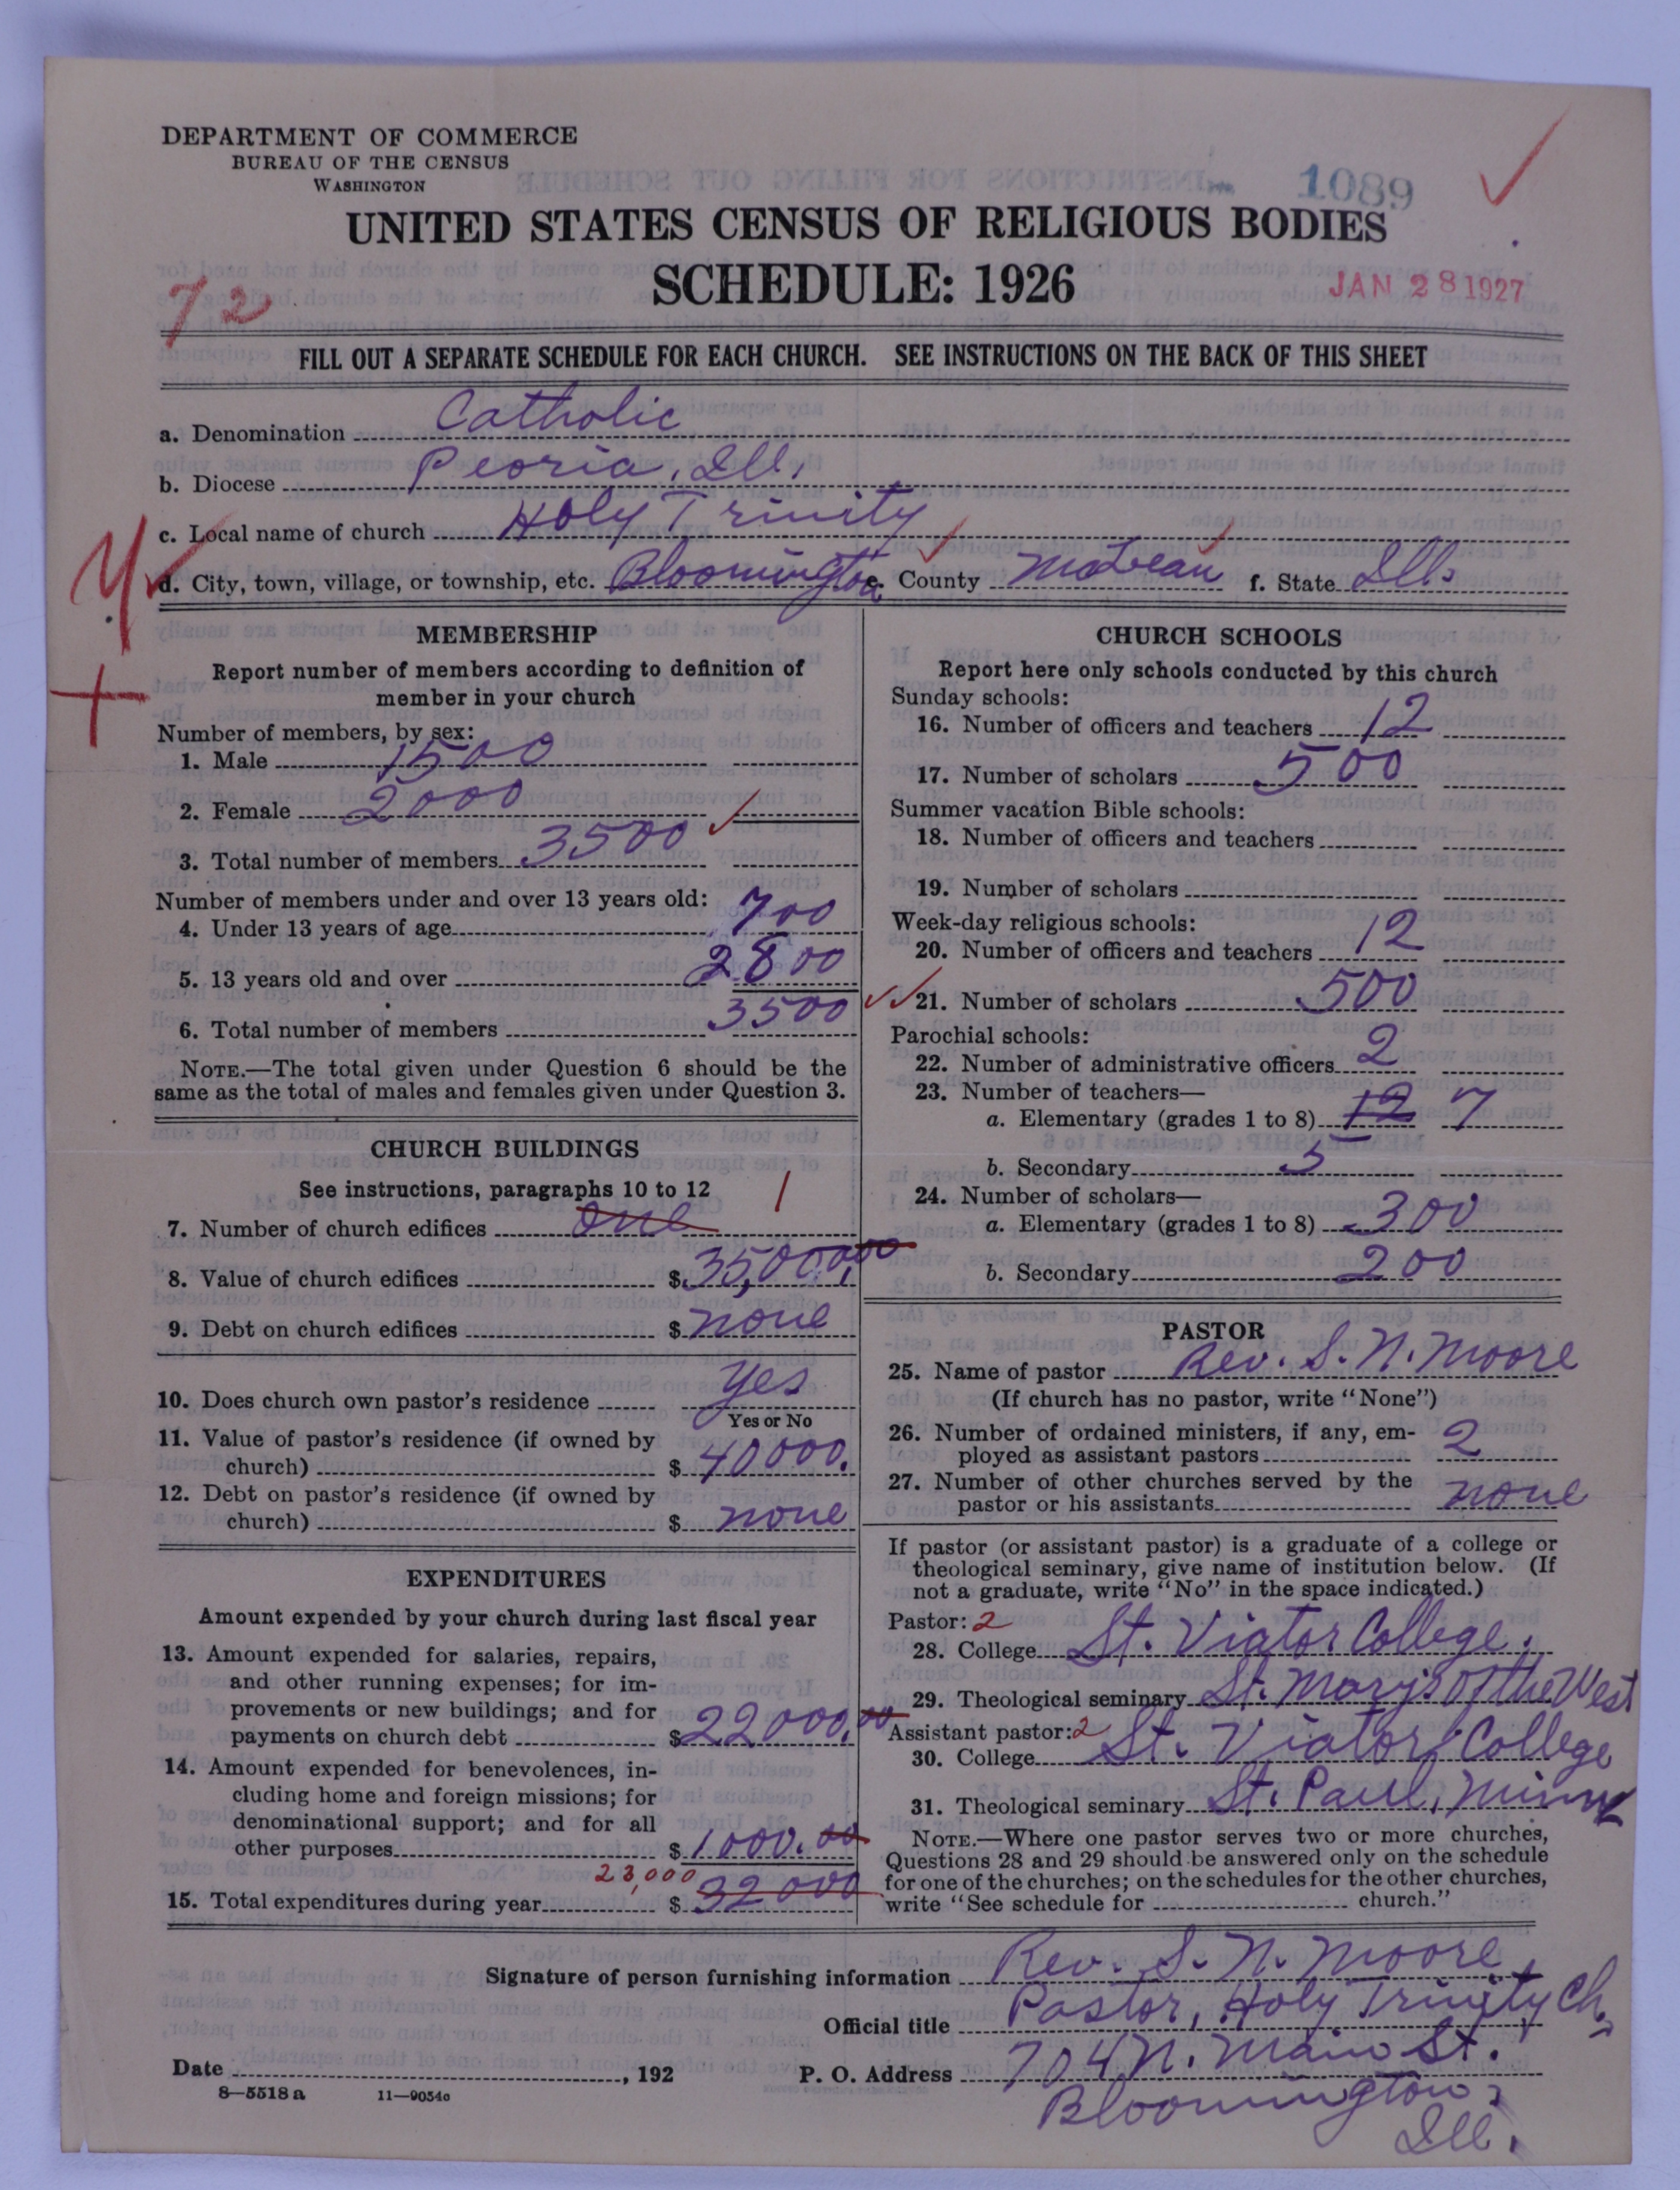 DEPARTMENT OF COMMERCE
BUREAU OF THE CENSUS
WASHINGTON
1089
UNITED STATES CENSUS OF RELIGIOUS BODIES
SCHEDULE: 1926
JAN 28 1927
72
FILL OUT A SEPARATE SCHEDULE FOR EACH CHURCH. SEE INSTRUCTIONS ON THE BACK OF THIS SHEET
a. Denomination Catholic
b. Diocese Peoria, Ill.
c. Local name of church Holy Trinity
d. City, town, village, or township, etc. Bloomington e. County McLean f. State Ill.
MEMBERSHIP
Report number of members according to definition of
member in your church
Number of members, by sex:
1. Male 1500
2. Female 2000
3. Total number of members 3500
Number of members under and over 13 years old:
4. Under 13 years of age 700
5. 13 years old and over 2800
6. Total number of members 3500
NOTE.—The total given under Question 6 should be the
same as the total of males and females given under Question 3.
CHURCH BUILDINGS
See instructions, paragraphs 10 to 12
7. Number of church edifices one 1
8. Value of church edifices $ 35,000.00
9. Debt on church edifices $ none
10. Does church own pastor's residence yes
Yes or No
11. Value of pastor's residence (if owned by
church) $ 40000.
12. Debt on pastor's residence (if owned by
church) $ none
EXPENDITURES
Amount expended by your church during last fiscal year
13. Amount expended for salaries, repairs,
and other running expenses; for im-
provements or new buildings; and for
payments on church debt $ 22000.00
14. Amount expended for benevolences, in-
cluding home and foreign missions; for
denominational support; and for all
other purposes $ 1000.00
23,000
15. Total expenditures during year $ 32000
CHURCH SCHOOLS
Report here only schools conducted by this church
Sunday schools:
16. Number of officers and teachers 12
17. Number of scholars 500
Summer vacation Bible schools:
18. Number of officers and teachers
19. Number of scholars
Week-day religious schools:
20. Number of officers and teachers 12
21. Number of scholars 500
Parochial schools:
22. Number of administrative officers 2
23. Number of teachers—
a. Elementary (grades 1 to 8) 12 7
b. Secondary 5
24. Number of scholars—
a. Elementary (grades 1 to 8) 300
b. Secondary 200
PASTOR
25. Name of pastor Rev. S. N. Moore
(If church has no pastor, write "None")
26. Number of ordained ministers, if any, em-
ployed as assistant pastors 2
27. Number of other churches served by the
pastor or his assistants none
If pastor (or assistant pastor) is a graduate of a college or
theological seminary, give name of institution below. (If
not a graduate, write "No" in the space indicated.)
Pastor: 2
28. College St. Viator College.
29. Theological seminary St. Mary's of the West
Assistant pastor: 2
30. College St. Viator College
31. Theological seminary St. Paul, Minn
NOTE.—Where one pastor serves two or more churches,
Questions 28 and 29 should be answered only on the schedule
for one of the churches; on the schedules for the other churches,
write "See schedule for church."
Signature of person furnishing information Rev. S. N. Moore
Official title Pastor, Holy Trinity Ch.
Date , 192 P. O. Address 704 N. Main St.
8—5518 a 11—9054c
Bloomington,
Ill.